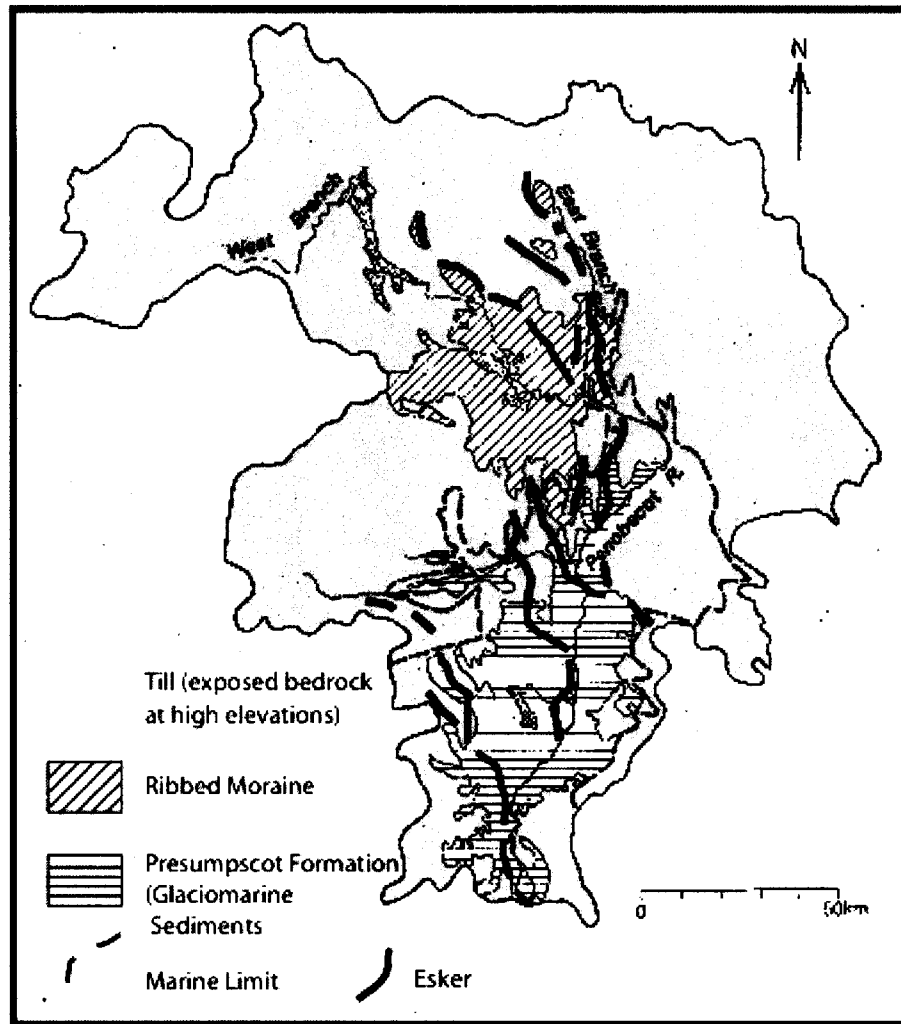 N
West Branch
East Branch
Penobscot R.
Till (exposed bedrock
at high elevations)
Ribbed Moraine
Presumpscot Formation
(Glaciomarine
Sediments
Marine Limit
Esker
0
50km